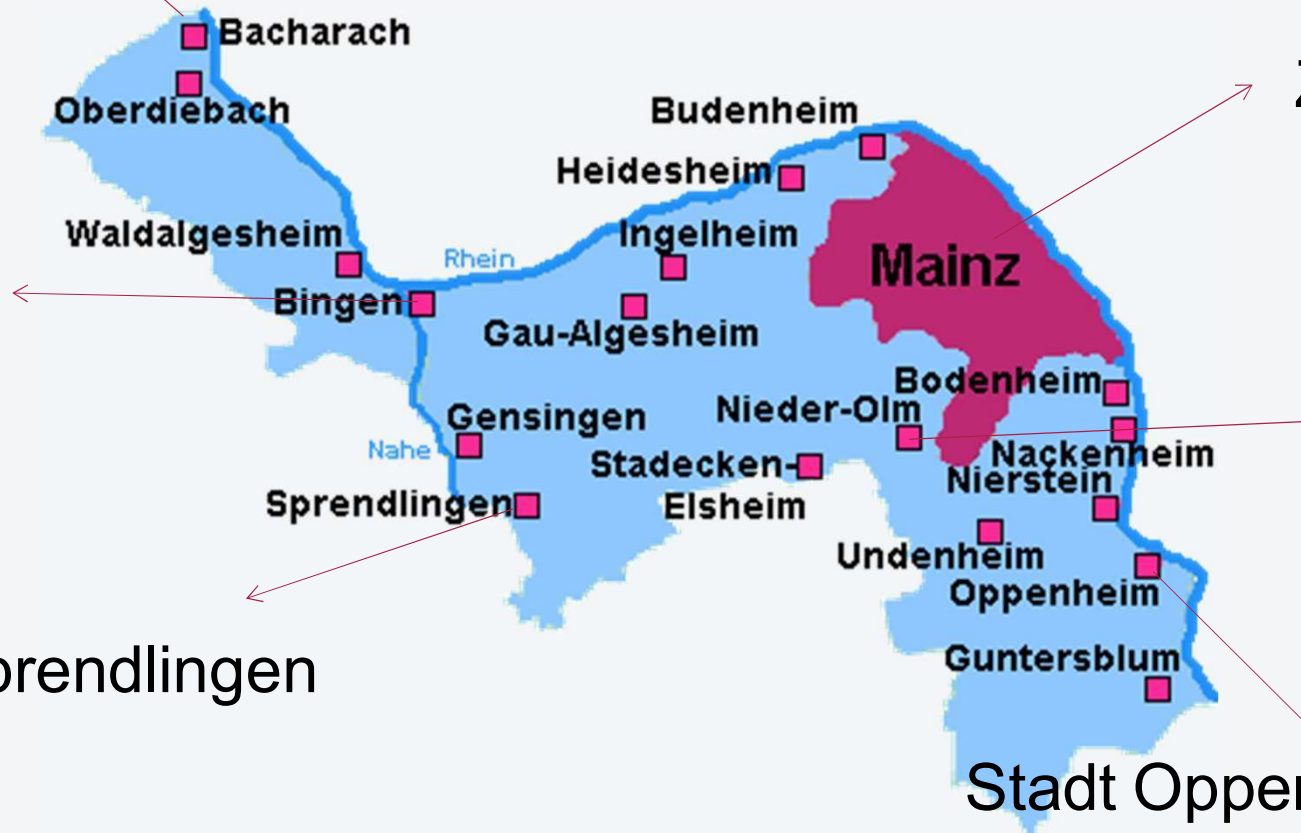 Bacharach
Oberdiebach
Budenheim
Heidesheim
Waldalgesheim
Ingelheim
Rhein
Mainz
Bingen
Gau-Algesheim
Bodenheim
Nieder-Olm
Gensingen
Nahe
Stadecken-
Elsheim
Nackenheim
Nierstein
Sprendlingen
Undenheim
Oppenheim
Guntersblum
prendlingen
Stadt Oppe